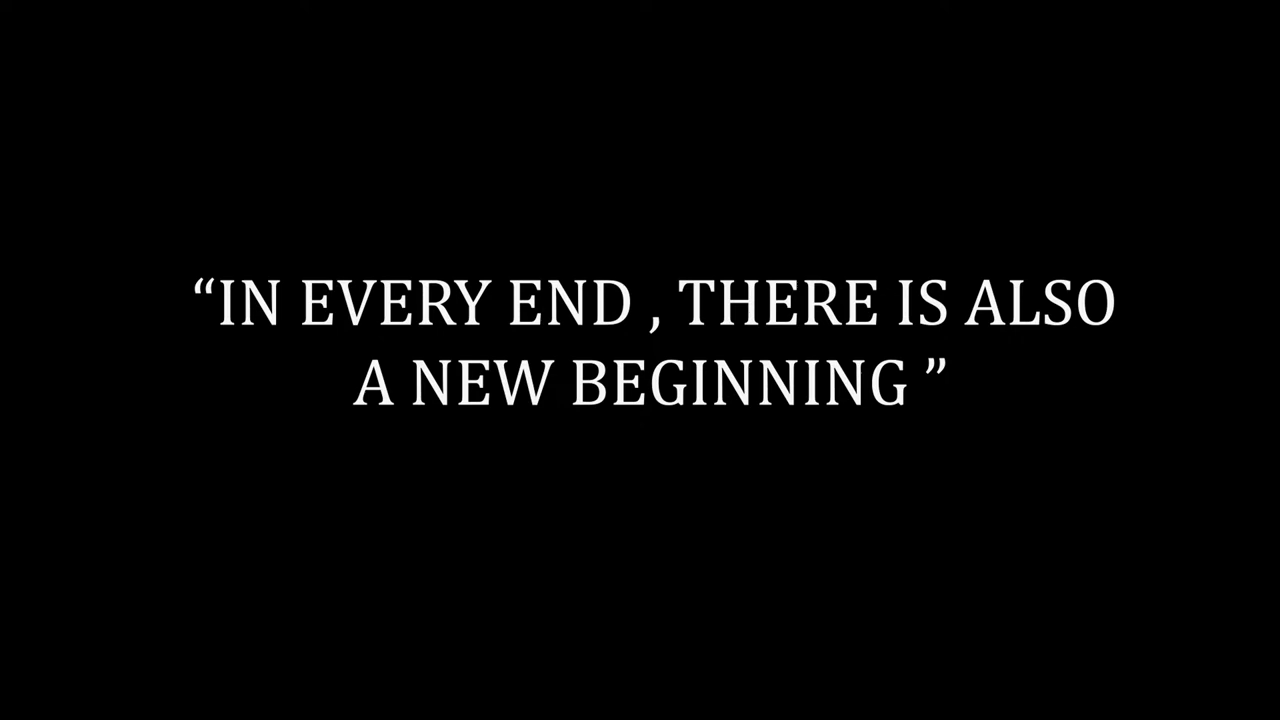 “IN EVERY END , THERE IS ALSO
A NEW BEGINNING ”